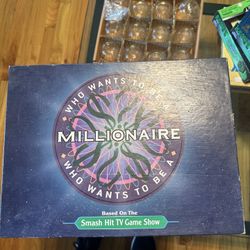 WHO WANTS TO BE A
MILLIONAIRE
WHO WANTS TO BE A
BASED ON THE
Smash Hit TV Game Show